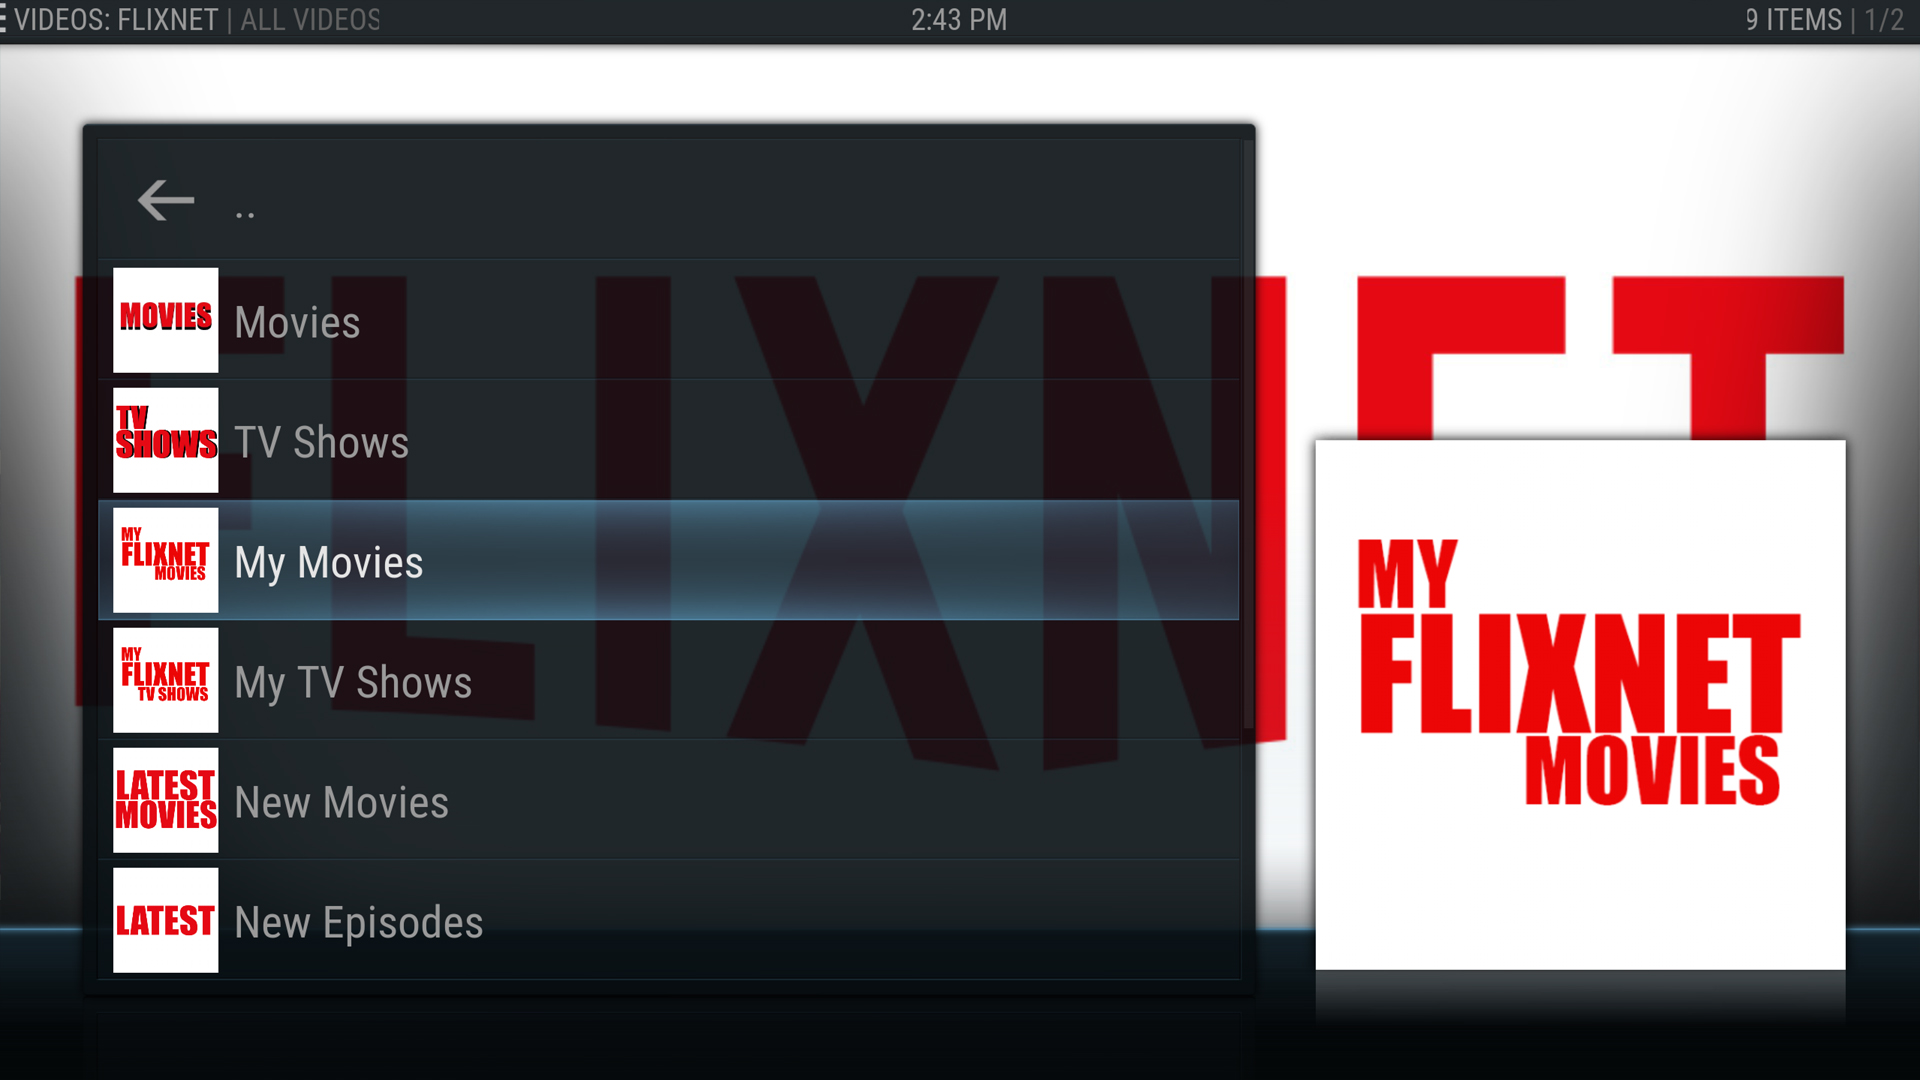 VIDEOS: FLIXNET | ALL VIDEOS
2:43 PM
9 ITEMS | 1/2
FLIXNET
..
MOVIES
Movies
TV
SHOWS
TV Shows
MY
FLIXNET
MOVIES
My Movies
MY
FLIXNET
TV SHOWS
My TV Shows
LATEST
MOVIES
New Movies
LATEST
New Episodes
MY
FLIXNET
MOVIES